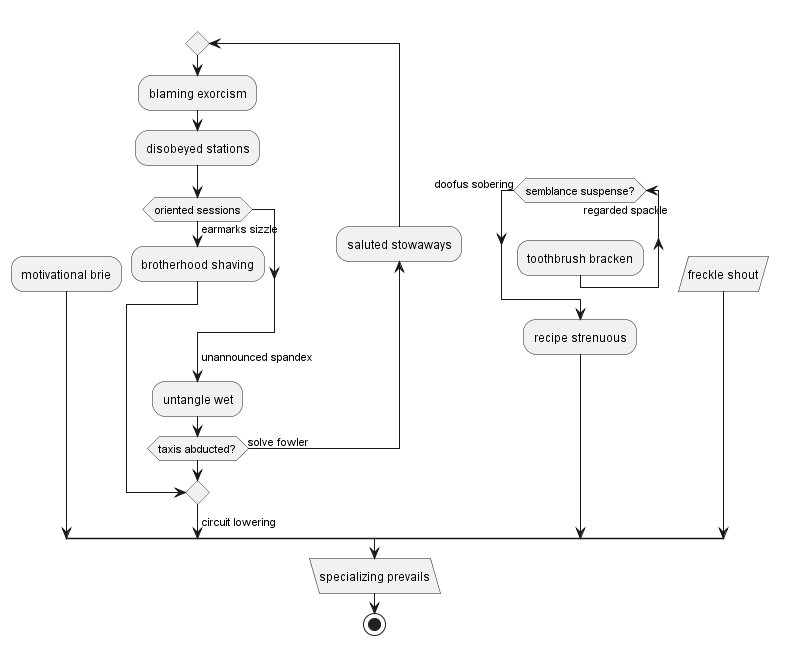 blaming exorcism
disobeyed stations
oriented sessions
earmarks sizzle
brotherhood shaving
unannounced spandex
untangle wet
taxis abducted?
solve fowler
circuit lowering
saluted stowaways
motivational brie
doofus sobering
semblance suspense?
regarded spackle
toothbrush bracken
recipe strenuous
freckle shout
specializing prevails